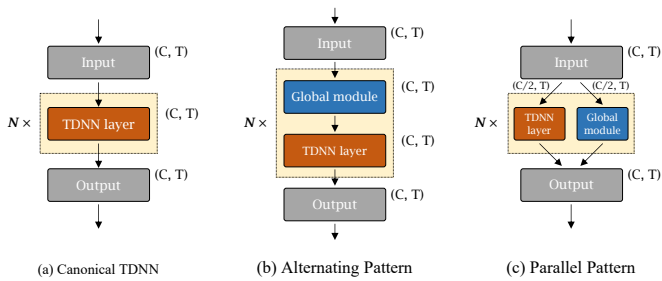 (C, T)
Input
(C, T)
N ×
TDNN layer
(C, T)
Output
(a) Canonical TDNN
(C, T)
Input
(C, T)
Global module
N ×
(C, T)
TDNN layer
(C, T)
Output
(b) Alternating Pattern
(C, T)
Input
(C/2, T)
(C/2, T)
N ×
TDNN
layer
Global
module
(C, T)
Output
(c) Parallel Pattern